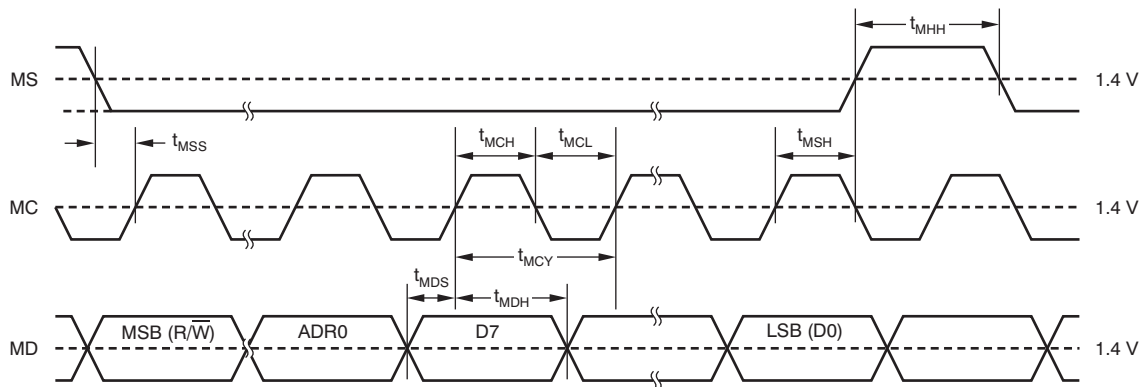 t_MHH
MS 1.4 V
t_MSS t_MCH t_MCL t_MSH
MC 1.4 V
t_MCY
t_MDS t_MDH
MD MSB (R/W̅) ADR0 D7 LSB (D0) 1.4 V